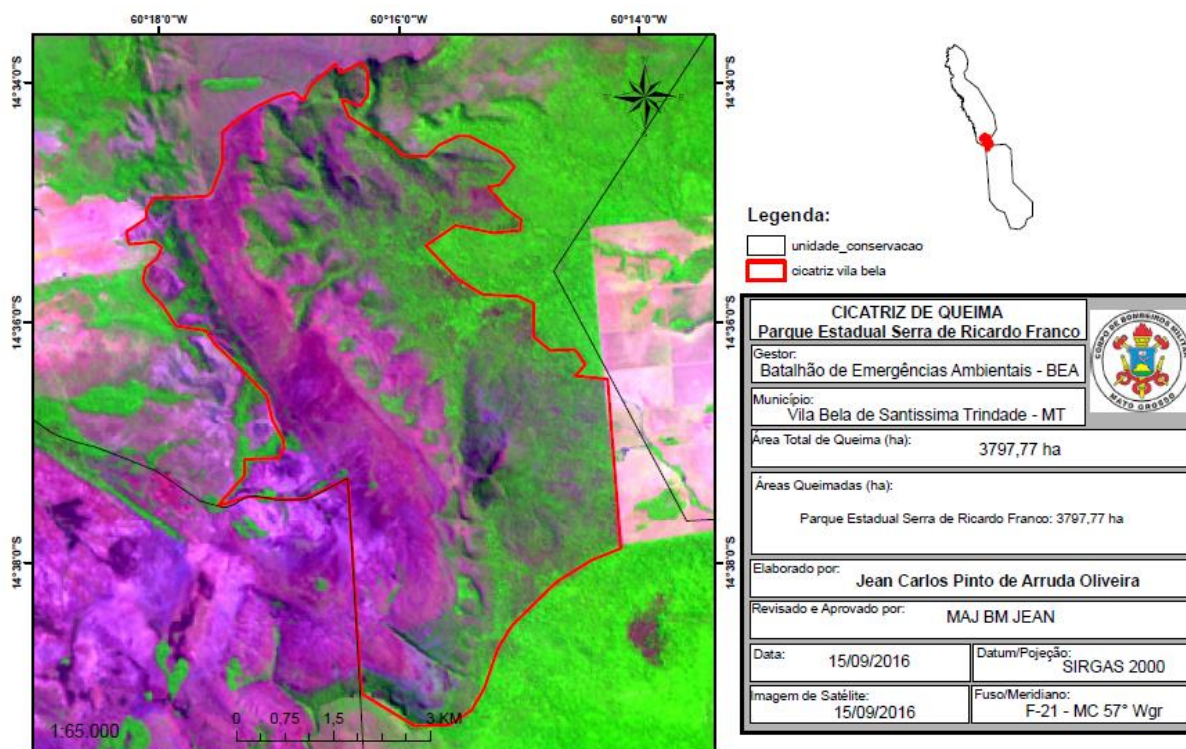 60°18'0"W
60°16'0"W
60°14'0"W
14°34'0"S
14°34'0"S
14°36'0"S
14°36'0"S
14°38'0"S
14°38'0"S
1:65.000
0 0,75 1,5 3 KM
Legenda:
unidade_conservacao
cicatriz vila bela
CICATRIZ DE QUEIMA
Parque Estadual Serra de Ricardo Franco
Gestor:
Batalhão de Emergências Ambientais - BEA
Município:
Vila Bela de Santissima Trindade - MT
CORPO DE BOMBEIROS MILITAR
MATO GROSSO
Área Total de Queima (ha):
3797,77 ha
Áreas Queimadas (ha):
Parque Estadual Serra de Ricardo Franco: 3797,77 ha
Elaborado por:
Jean Carlos Pinto de Arruda Oliveira
Revisado e Aprovado por:
MAJ BM JEAN
Data:
15/09/2016
Datum/Pojeção:
SIRGAS 2000
Imagem de Satélite:
15/09/2016
Fuso/Meridiano:
F-21 - MC 57° Wgr